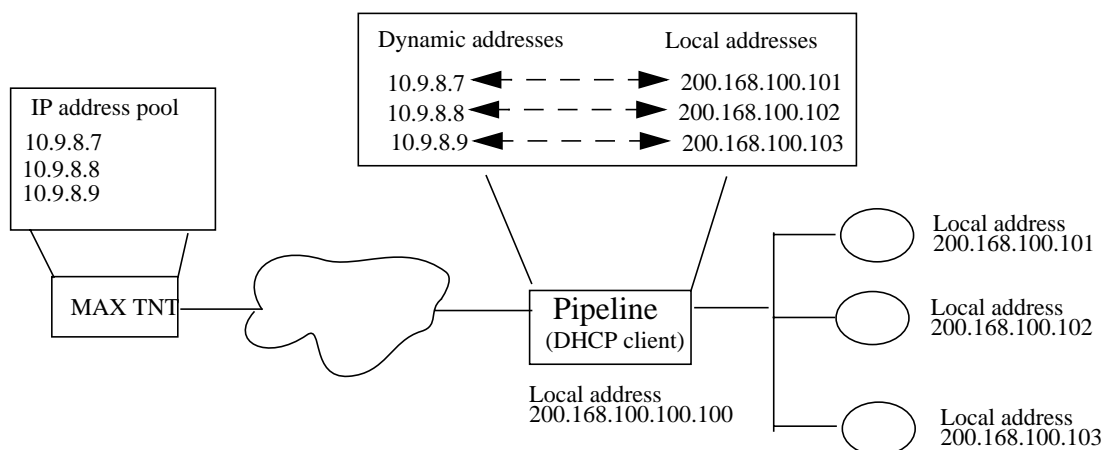 Dynamic addresses
Local addresses
10.9.8.7
200.168.100.101
10.9.8.8
200.168.100.102
10.9.8.9
200.168.100.103
IP address pool
10.9.8.7
10.9.8.8
10.9.8.9
MAX TNT
Pipeline
(DHCP client)
Local address
200.168.100.100.100
Local address
200.168.100.101
Local address
200.168.100.102
Local address
200.168.100.103